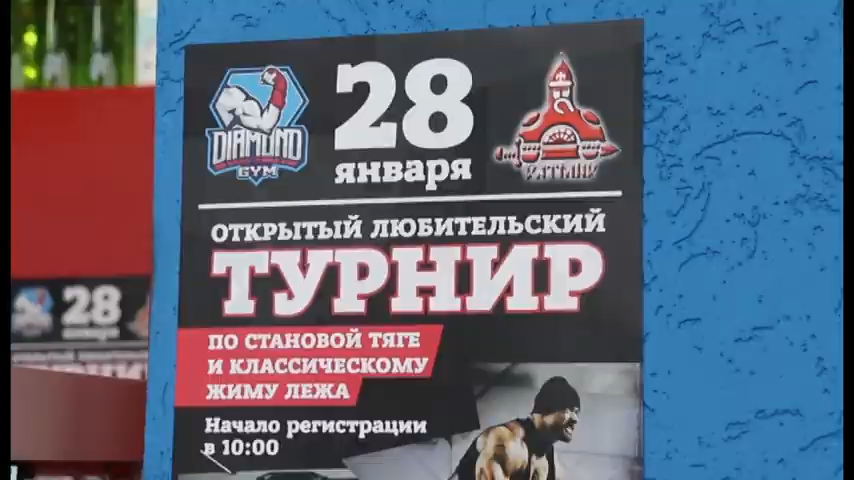 28
января
DIAMOND
GYM
РАТМИР
ОТКРЫТЫЙ ЛЮБИТЕЛЬСКИЙ
ТУРНИР
ПО СТАНОВОЙ ТЯГЕ
И КЛАССИЧЕСКОМУ
ЖИМУ ЛЕЖА
Начало регистрации
в 10:00
28
января